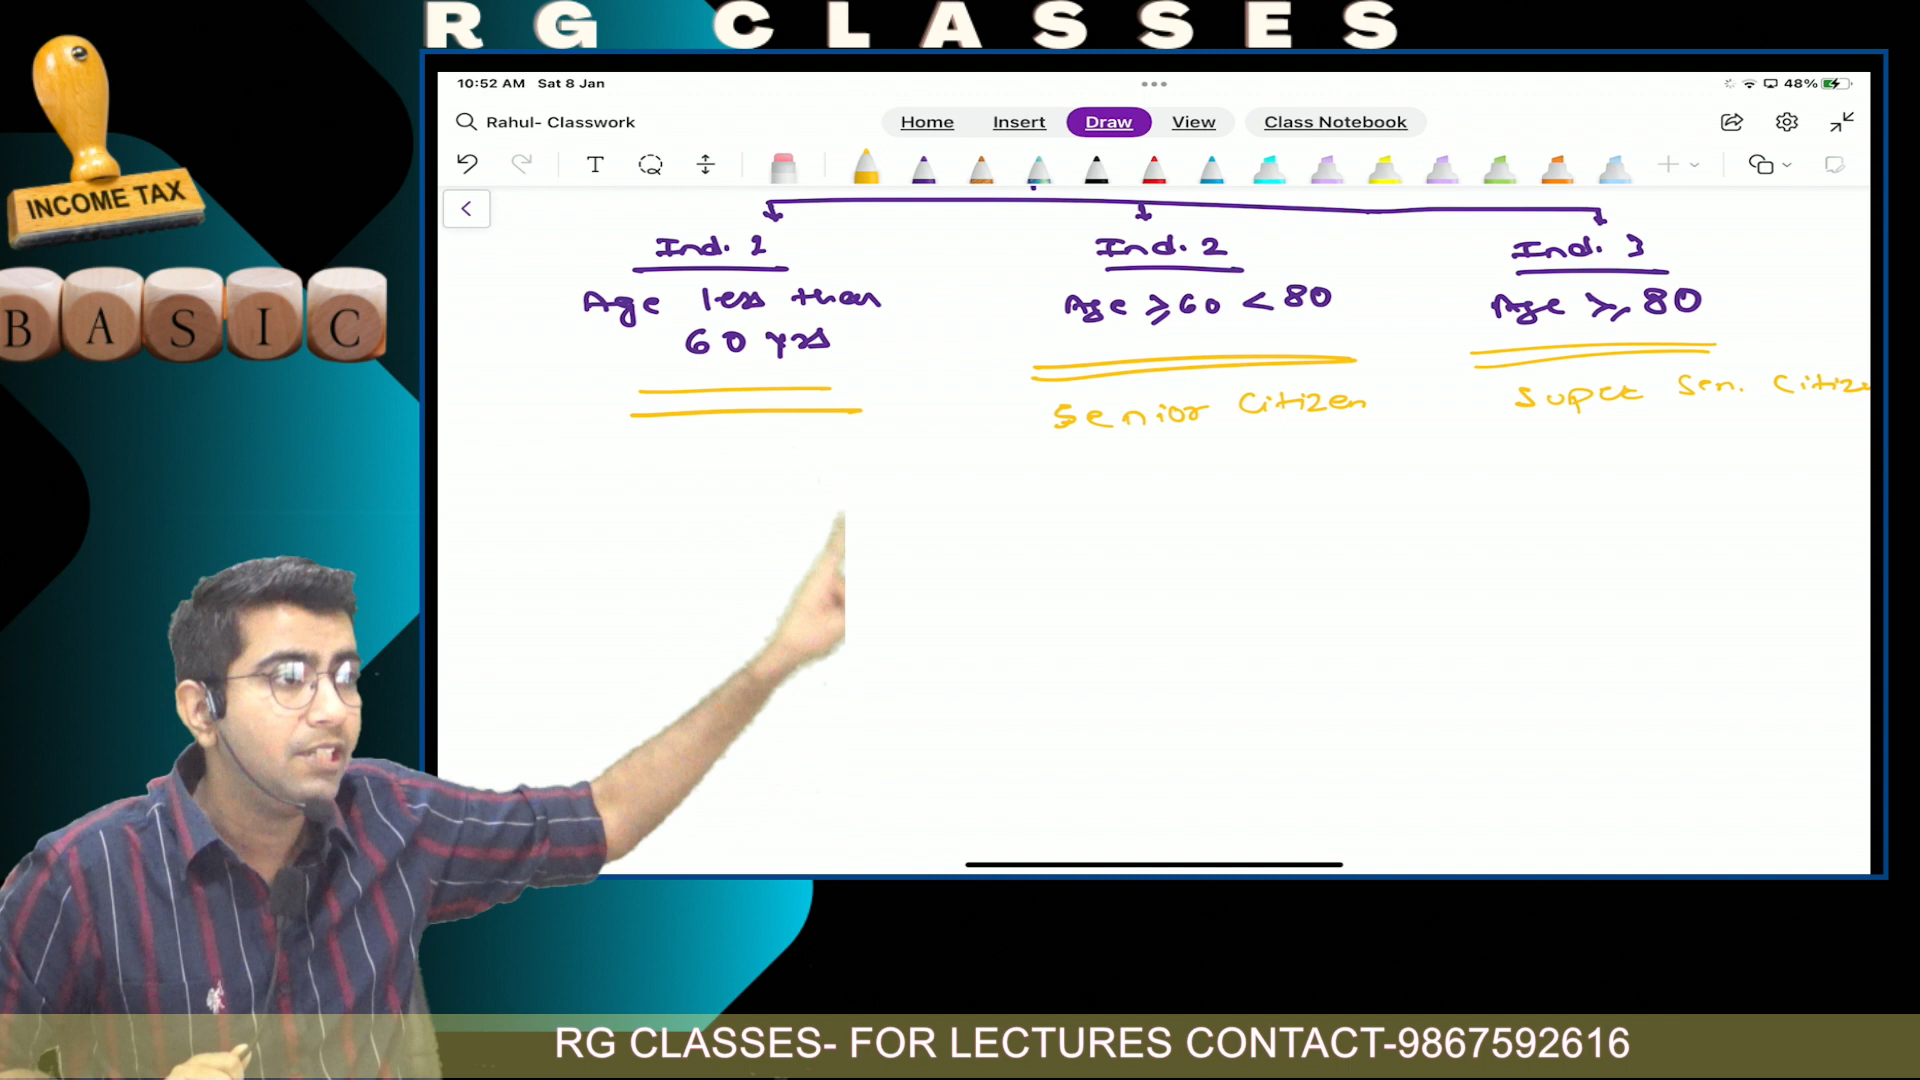 RG CLASSES
10:52 AM Sat 8 Jan
48%
Rahul- Classwork
Home Insert Draw View Class Notebook
INCOME TAX
BASIC
Ind. 1 Ind. 2 Ind. 3
Age less than Age ≥ 60 < 80 Age ≥ 80
60 yrs
Senior Citizen Super Sen. Citize
RG CLASSES- FOR LECTURES CONTACT-9867592616